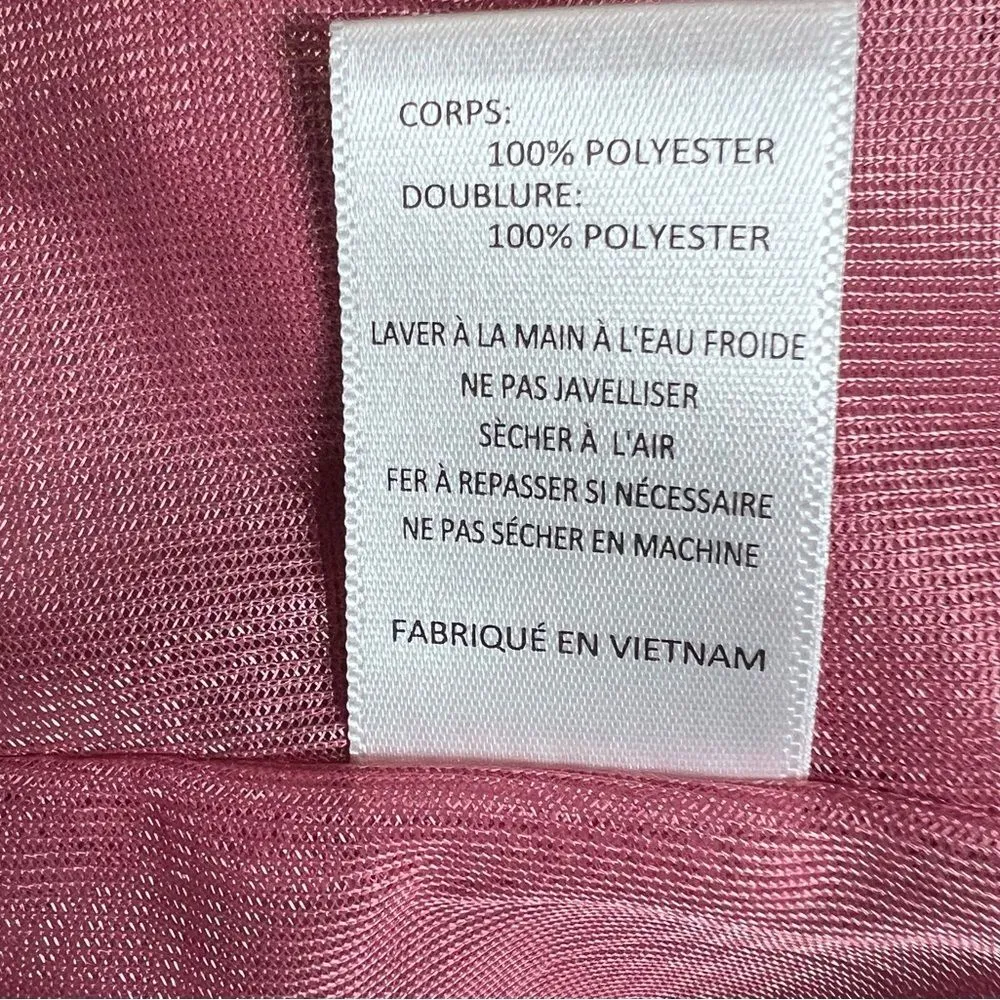 CORPS:
100% POLYESTER
DOUBLURE:
100% POLYESTER
LAVER À LA MAIN À L'EAU FROIDE
NE PAS JAVELLISER
SÈCHER À L'AIR
FER À REPASSER SI NÉCESSAIRE
NE PAS SÉCHER EN MACHINE
FABRIQUÉ EN VIETNAM